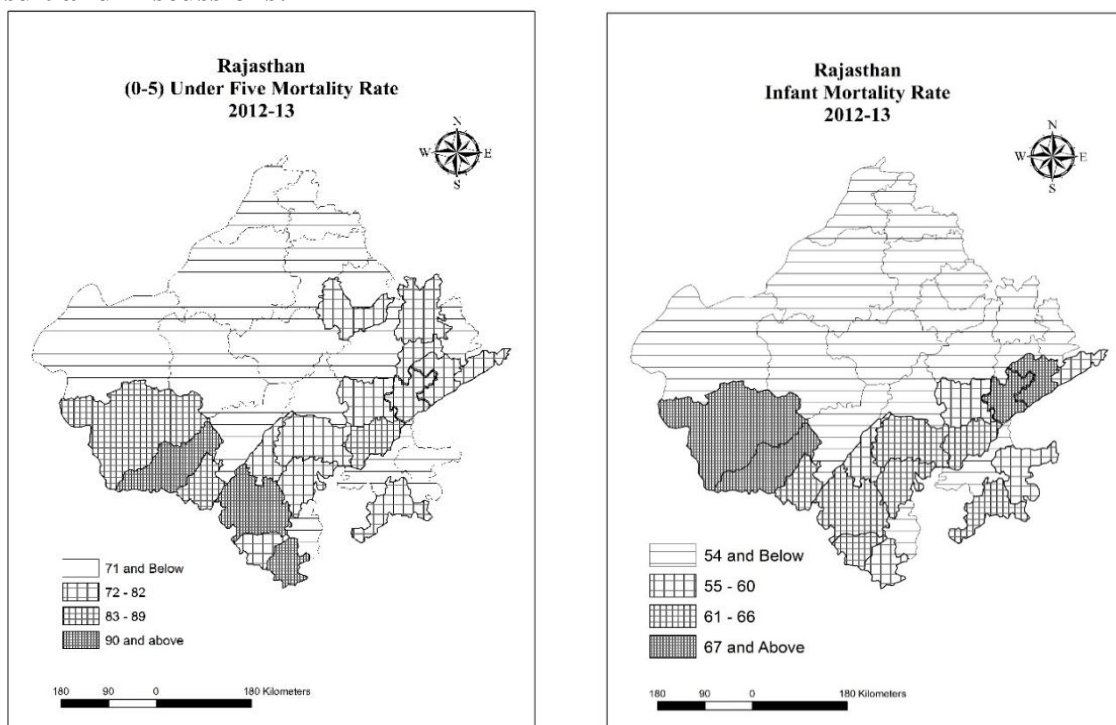 Rajasthan
(0-5) Under Five Mortality Rate
2012-13
N
W E
S
71 and Below
72 - 82
83 - 89
90 and above
180 90 0 180 Kilometers
Rajasthan
Infant Mortality Rate
2012-13
N
W E
S
54 and Below
55 - 60
61 - 66
67 and Above
180 90 0 180 Kilometers